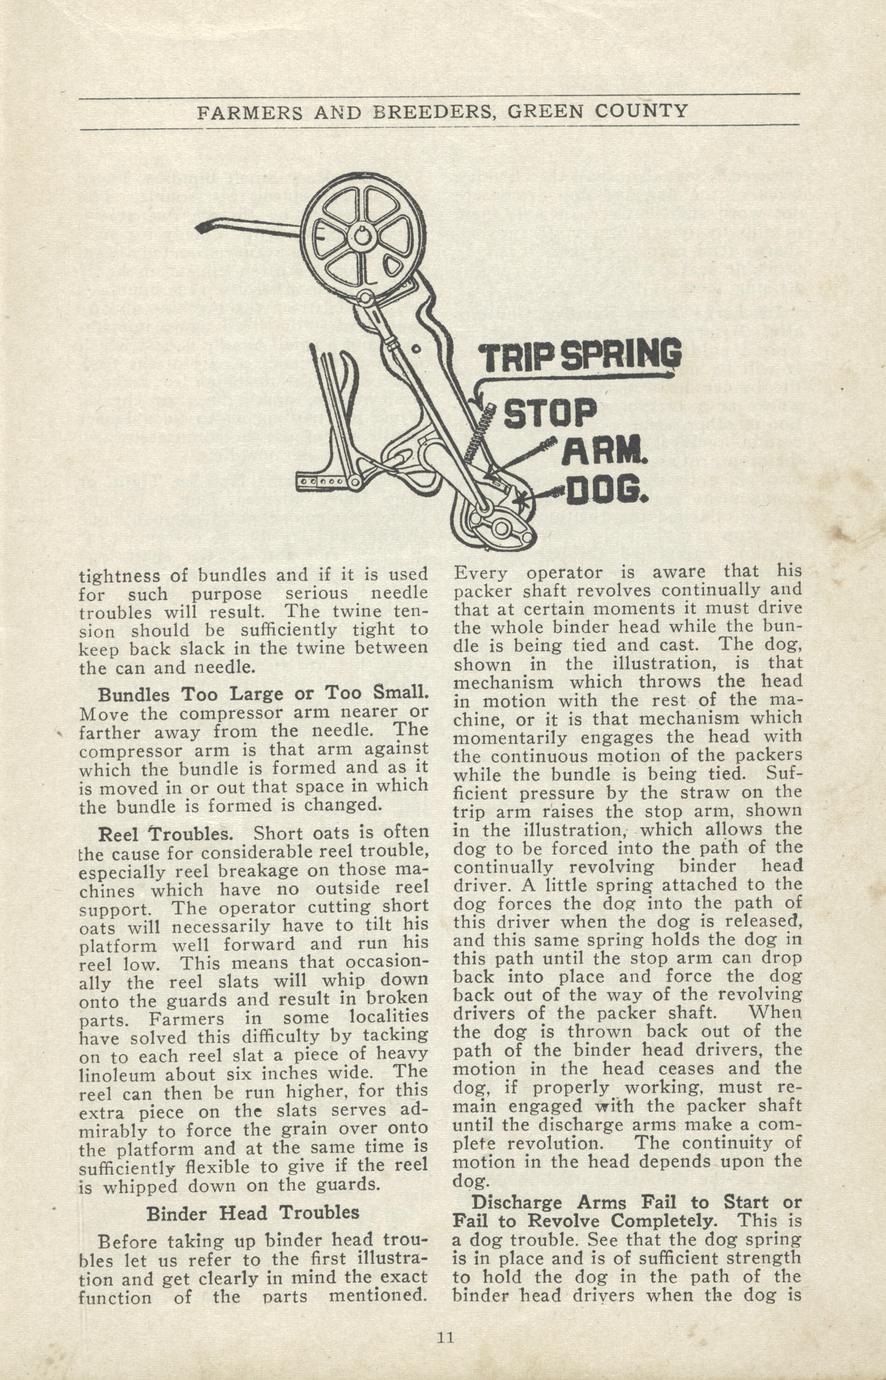 FARMERS AND BREEDERS, GREEN COUNTY
TRIP SPRING
STOP
ARM.
DOG.
tightness of bundles and if it is used
for such purpose serious needle
troubles will result. The twine ten-
sion should be sufficiently tight to
keep back slack in the twine between
the can and needle.
Bundles Too Large or Too Small.
Move the compressor arm nearer or
farther away from the needle. The
compressor arm is that arm against
which the bundle is formed and as it
is moved in or out that space in which
the bundle is formed is changed.
Reel Troubles. Short oats is often
the cause for considerable reel trouble,
especially reel breakage on those ma-
chines which have no outside reel
support. The operator cutting short
oats will necessarily have to tilt his
platform well forward and run his
reel low. This means that occasion-
ally the reel slats will whip down
onto the guards and result in broken
parts. Farmers in some localities
have solved this difficulty by tacking
on to each reel slat a piece of heavy
linoleum about six inches wide. The
reel can then be run higher, for this
extra piece on the slats serves ad-
mirably to force the grain over onto
the platform and at the same time is
sufficiently flexible to give if the reel
is whipped down on the guards.
Binder Head Troubles
Before taking up binder head trou-
bles let us refer to the first illustra-
tion and get clearly in mind the exact
function of the parts mentioned.
Every operator is aware that his
packer shaft revolves continually and
that at certain moments it must drive
the whole binder head while the bun-
dle is being tied and cast. The dog,
shown in the illustration, is that
mechanism which throws the head
in motion with the rest of the ma-
chine, or it is that mechanism which
momentarily engages the head with
the continuous motion of the packers
while the bundle is being tied. Suf-
ficient pressure by the straw on the
trip arm raises the stop arm, shown
in the illustration, which allows the
dog to be forced into the path of the
continually revolving binder head
driver. A little spring attached to the
dog forces the dog into the path of
this driver when the dog is released,
and this same spring holds the dog in
this path until the stop arm can drop
back into place and force the dog
back out of the way of the revolving
drivers of the packer shaft. When
the dog is thrown back out of the
path of the binder head drivers, the
motion in the head ceases and the
dog, if properly working, must re-
main engaged with the packer shaft
until the discharge arms make a com-
plete revolution. The continuity of
motion in the head depends upon the
dog.
Discharge Arms Fail to Start or
Fail to Revolve Completely. This is
a dog trouble. See that the dog spring
is in place and is of sufficient strength
to hold the dog in the path of the
binder head drivers when the dog is
11